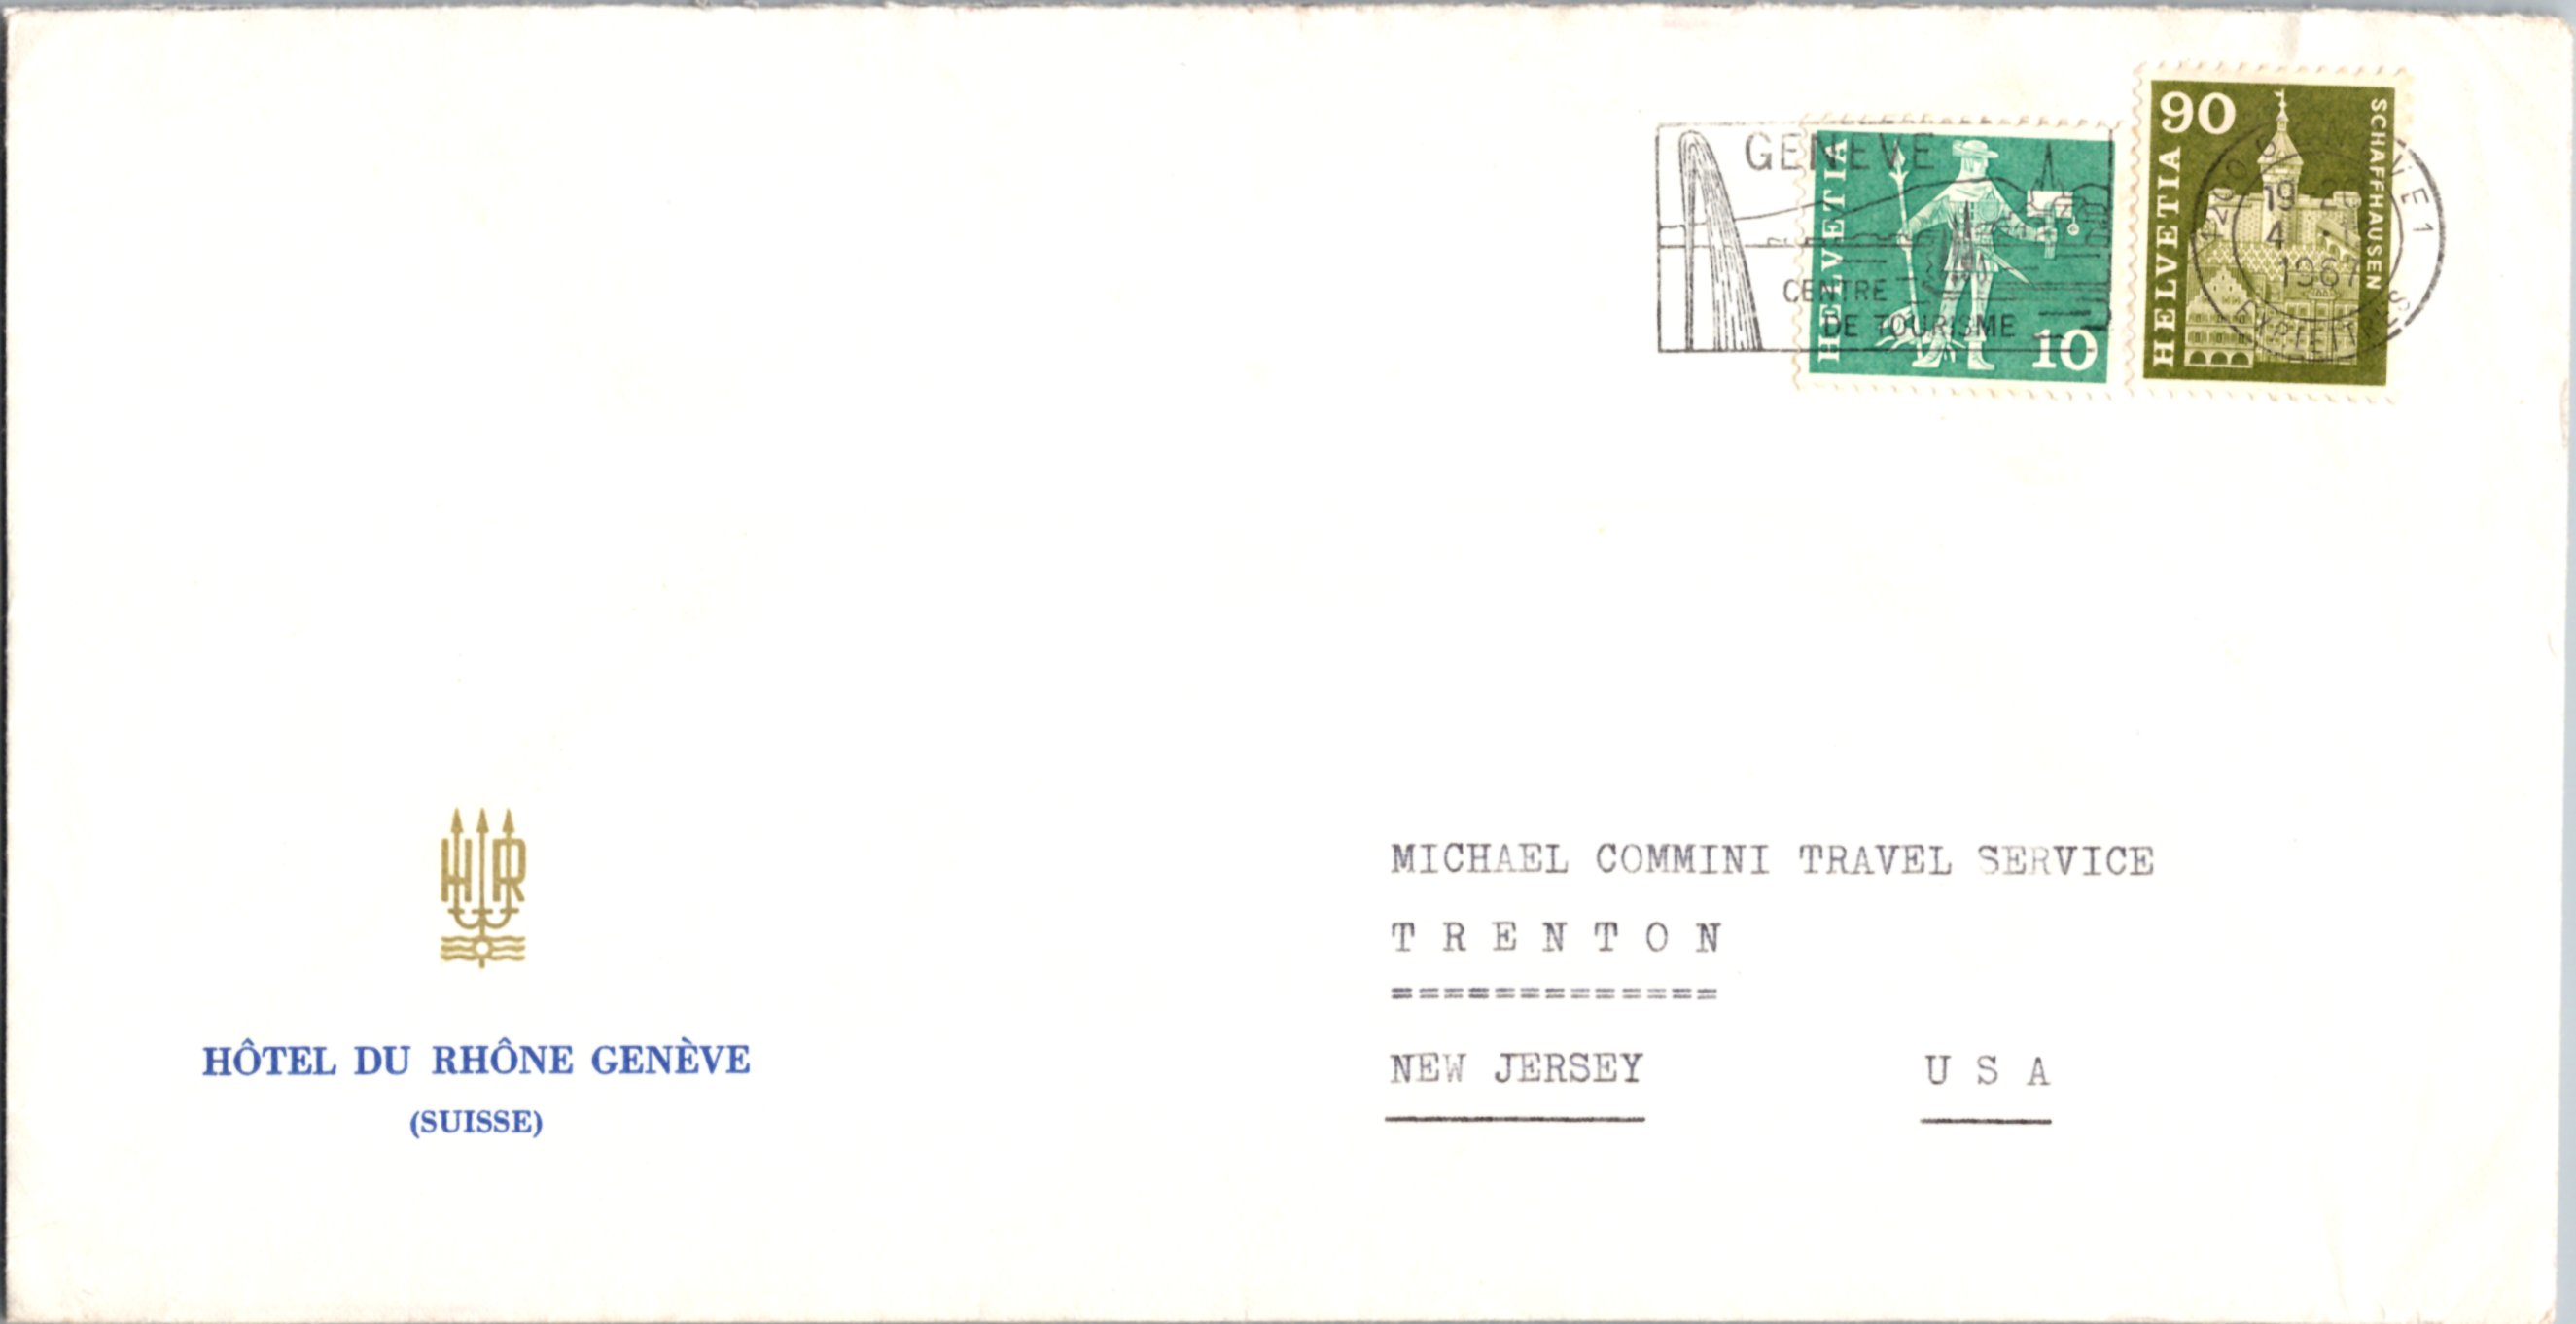 GENEVE
CENTRE
DE TOURISME
HELVETIA
10
90
HELVETIA
SCHAFFHAUSEN
19
4
1967
HR
HÔTEL DU RHÔNE GENÈVE
(SUISSE)
MICHAEL COMMINI TRAVEL SERVICE
T R E N T O N
=============
NEW JERSEY U S A